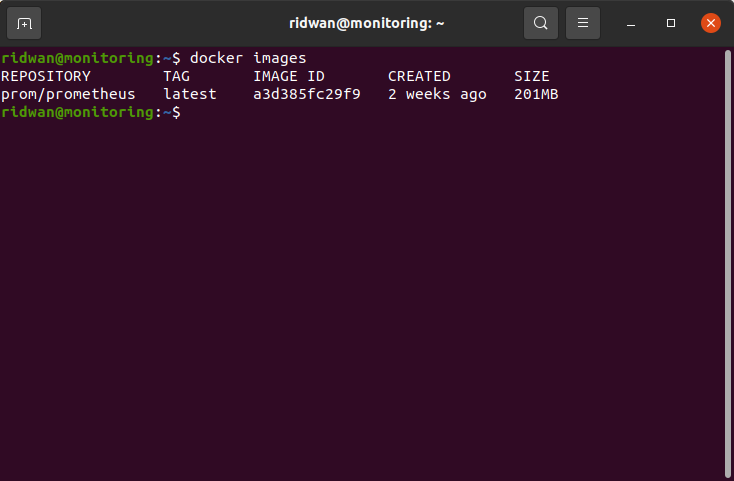 ridwan@monitoring: ~
ridwan@monitoring:~$ docker images
REPOSITORY        TAG       IMAGE ID       CREATED       SIZE
prom/prometheus   latest    a3d385fc29f9   2 weeks ago   201MB
ridwan@monitoring:~$